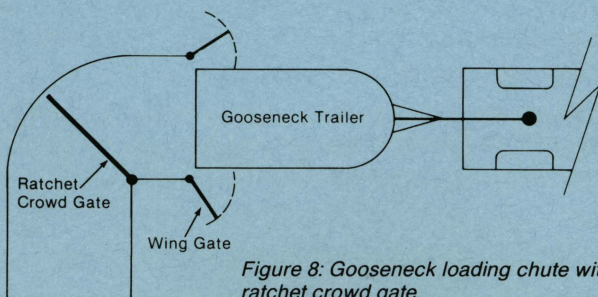 Gooseneck Trailer
Ratchet
Crowd Gate
Wing Gate
Figure 8: Gooseneck loading chute wi
ratchet crowd gate